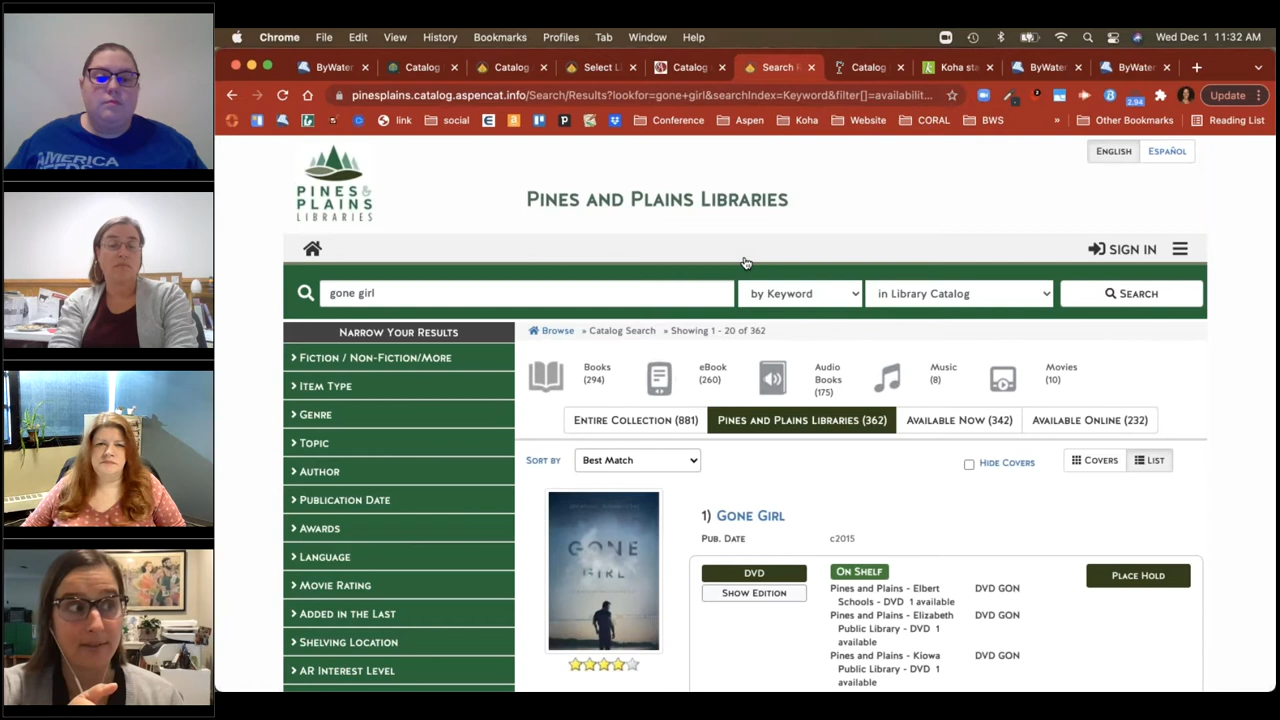 AMERICA
NEEDS
Chrome File Edit View History Bookmarks Profiles Tab Window Help Wed Dec 1 11:32 AM
ByWater Catalog Catalog Select Li Catalog Search R Catalog Koha sta ByWater ByWater
pinesplains.catalog.aspencat.info/Search/Results?lookfor=gone+girl&searchIndex=Keyword&filter[]=availabilit... 2.94 Update
link social Conference Aspen Koha Website CORAL BWS » Other Bookmarks Reading List
ENGLISH ESPAÑOL
PINES &
PLAINS
LIBRARIES
PINES AND PLAINS LIBRARIES
SIGN IN
gone girl by Keyword in Library Catalog SEARCH
NARROW YOUR RESULTS
FICTION / NON-FICTION/MORE
ITEM TYPE
GENRE
TOPIC
AUTHOR
PUBLICATION DATE
AWARDS
LANGUAGE
MOVIE RATING
ADDED IN THE LAST
SHELVING LOCATION
AR INTEREST LEVEL
Browse » Catalog Search » Showing 1 - 20 of 362
Books
(294)
eBook
(260)
Audio
Books
(175)
Music
(8)
Movies
(10)
ENTIRE COLLECTION (881) PINES AND PLAINS LIBRARIES (362) AVAILABLE NOW (342) AVAILABLE ONLINE (232)
SORT BY Best Match HIDE COVERS COVERS LIST
GONE
GIRL
1) GONE GIRL
PUB. DATE c2015
DVD
SHOW EDITION
ON SHELF
Pines and Plains - Elbert DVD GON
Schools - DVD 1 available
Pines and Plains - Elizabeth DVD GON
Public Library - DVD 1
available
Pines and Plains - Kiowa DVD GON
Public Library - DVD 1
available
PLACE HOLD